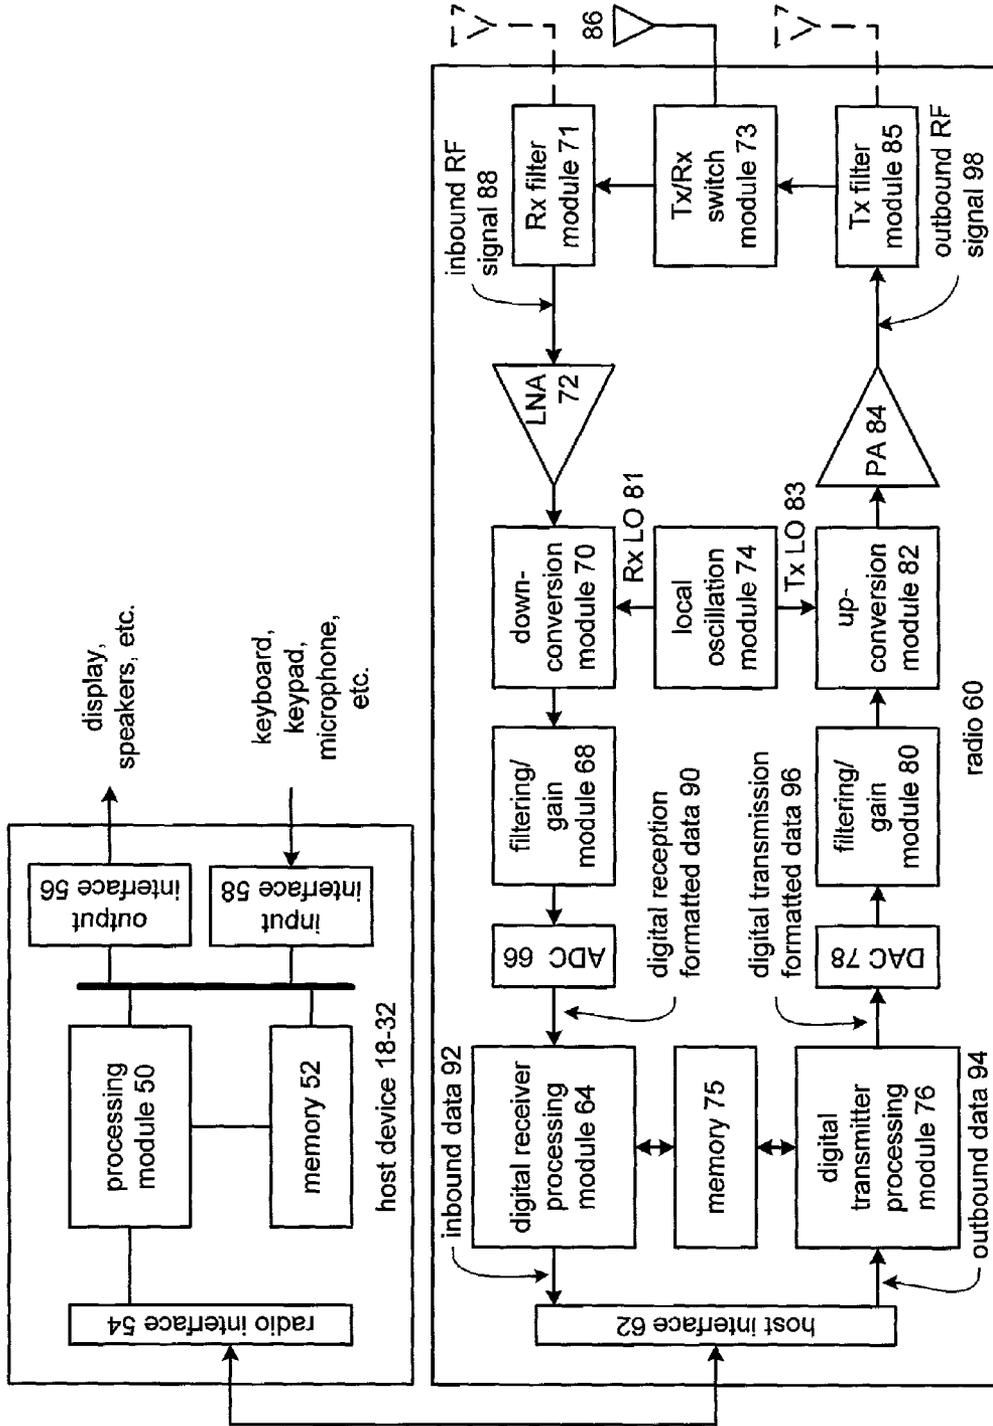 display,
speakers, etc.
keyboard,
keypad,
microphone,
etc.
output
interface 56
input
interface 58
processing
module 50
memory 52
radio interface 54
host device 18-32
86
inbound RF
signal 88
Rx filter
module 71
Tx/Rx
switch
module 73
Tx filter
module 85
outbound RF
signal 98
LNA
72
PA 84
down-
conversion
module 70
Rx LO 81
local
oscillation
module 74
Tx LO 83
up-
conversion
module 82
filtering/
gain
module 68
filtering/
gain
module 80
radio 60
ADC 66
digital reception
formatted data 90
digital transmission
formatted data 96
DAC 78
inbound data 92
digital receiver
processing
module 64
memory 75
digital
transmitter
processing
module 76
outbound data 94
host interface 62